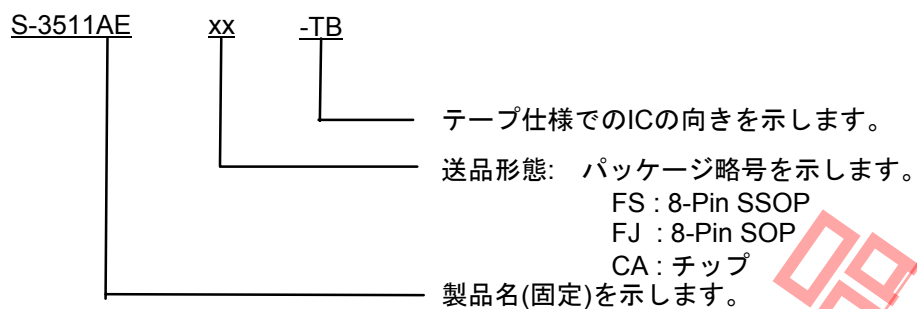 S-3511AE xx -TB
テープ仕様でのICの向きを示します。
送品形態: パッケージ略号を示します。
FS : 8-Pin SSOP
FJ : 8-Pin SOP
CA : チップ
製品名(固定)を示します。